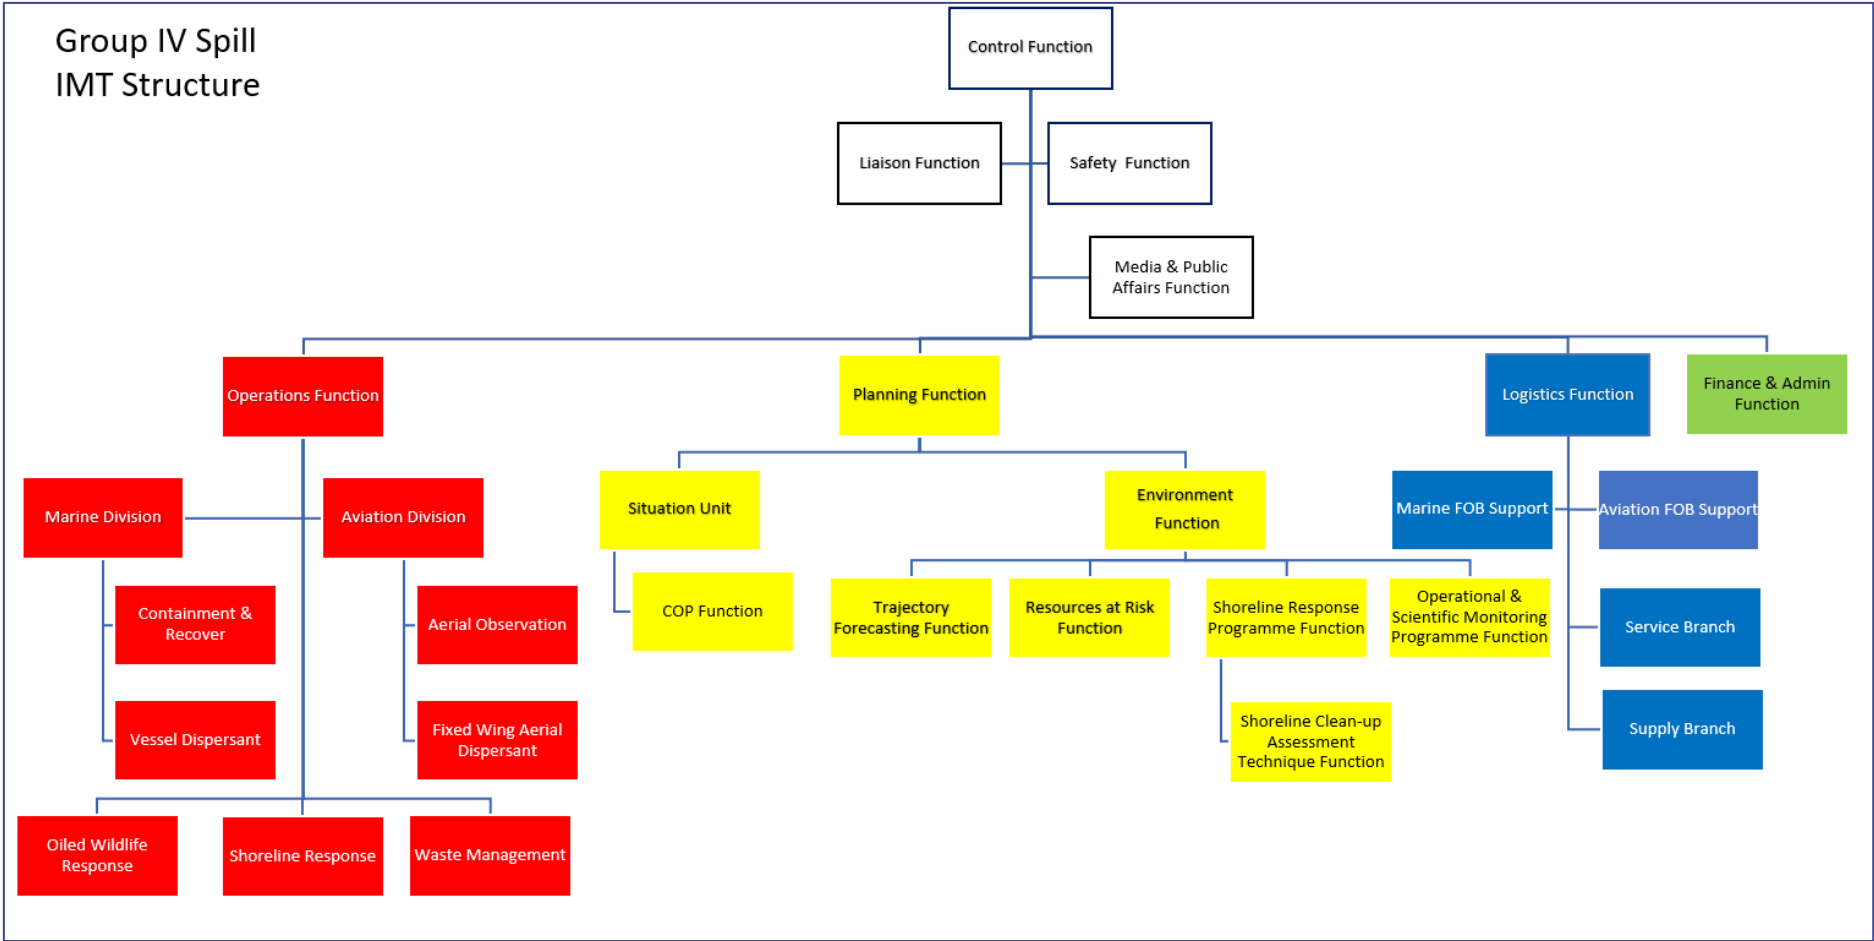 Group IV Spill
IMT Structure
Control Function
Liaison Function
Safety Function
Media & Public
Affairs Function
Operations Function
Planning Function
Logistics Function
Finance & Admin
Function
Marine Division
Aviation Division
Situation Unit
Environment
Function
Marine FOB Support
Aviation FOB Support
Containment &
Recover
Aerial Observation
COP Function
Trajectory
Forecasting Function
Resources at Risk
Function
Shoreline Response
Programme Function
Operational &
Scientific Monitoring
Programme Function
Service Branch
Vessel Dispersant
Fixed Wing Aerial
Dispersant
Shoreline Clean-up
Assessment
Technique Function
Supply Branch
Oiled Wildlife
Response
Shoreline Response
Waste Management